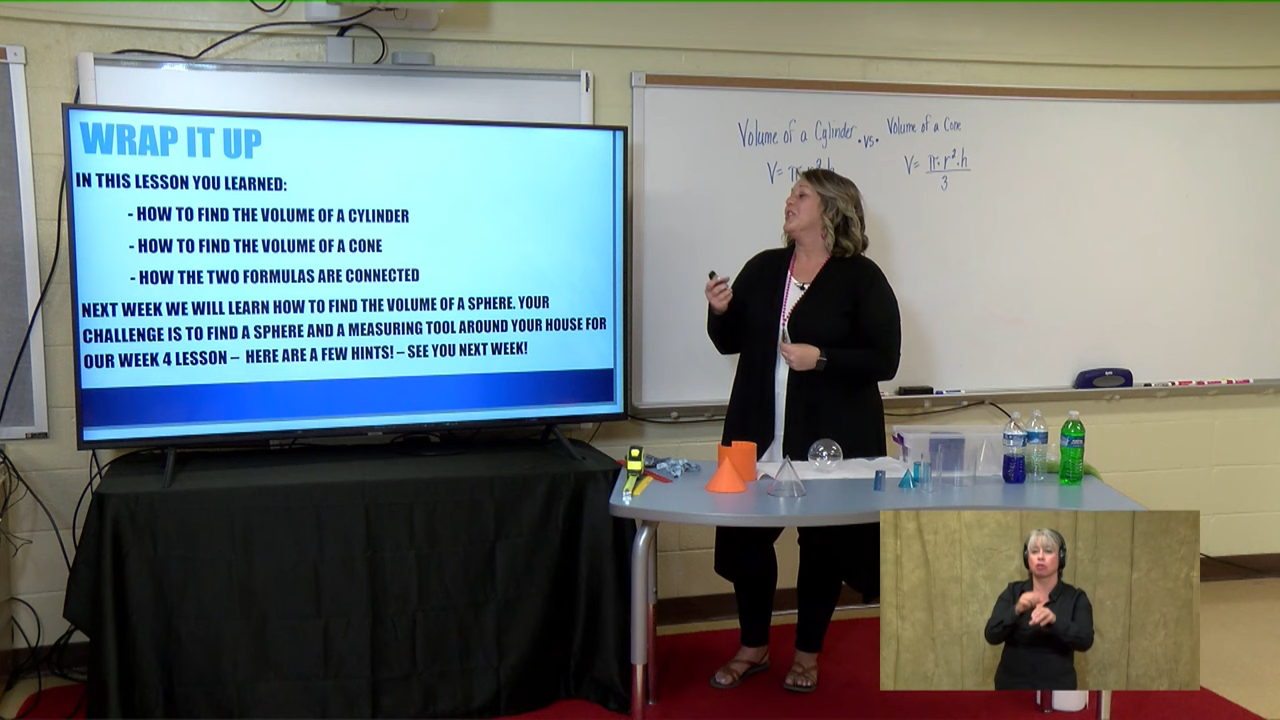 WRAP IT UP
IN THIS LESSON YOU LEARNED:
- HOW TO FIND THE VOLUME OF A CYLINDER
- HOW TO FIND THE VOLUME OF A CONE
- HOW THE TWO FORMULAS ARE CONNECTED
NEXT WEEK WE WILL LEARN HOW TO FIND THE VOLUME OF A SPHERE. YOUR
CHALLENGE IS TO FIND A SPHERE AND A MEASURING TOOL AROUND YOUR HOUSE FOR
OUR WEEK 4 LESSON – HERE ARE A FEW HINTS! – SEE YOU NEXT WEEK!
Volume of a Cylinder .vs. Volume of a Cone
V= π·r²·h
V= π·r²·h
3